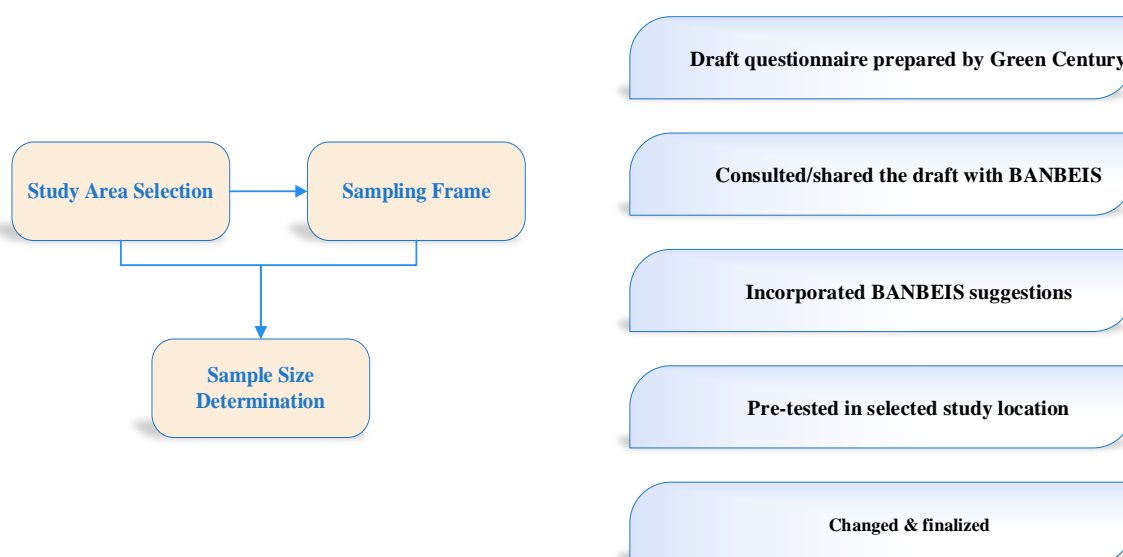 Study Area Selection
Sampling Frame
Sample Size
Determination
Draft questionnaire prepared by Green Century
Consulted/shared the draft with BANBEIS
Incorporated BANBEIS suggestions
Pre-tested in selected study location
Changed & finalized